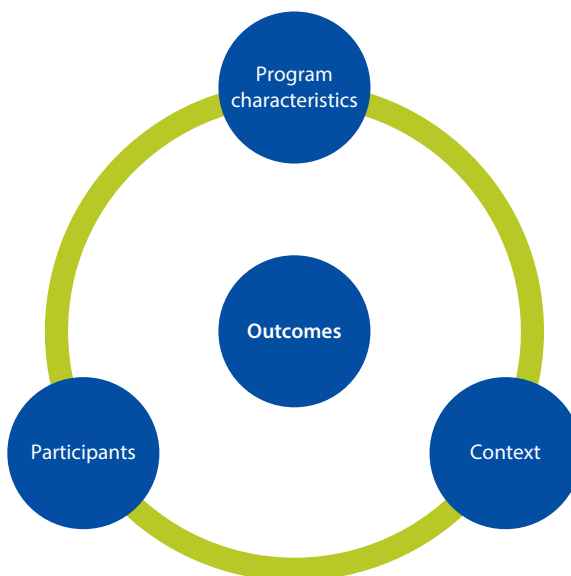 Program
characteristics
Outcomes
Participants
Context